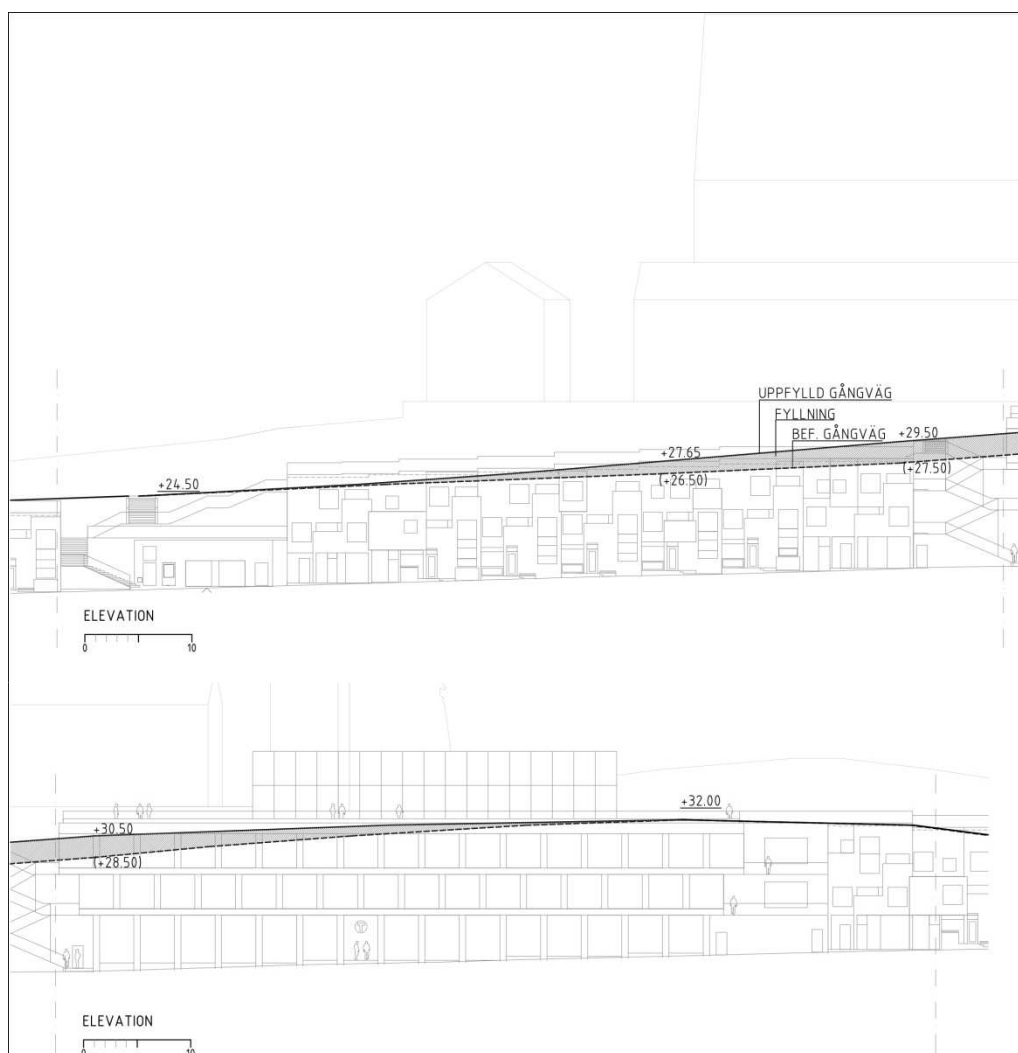 UPPFYLLD GÅNGVÄG
FYLLNING
BEF. GÅNGVÄG
+29.50
+27.65
(+27.50)
+24.50
(+26.50)
ELEVATION
0 10
+32.00
+30.50
(+28.50)
ELEVATION
0 10